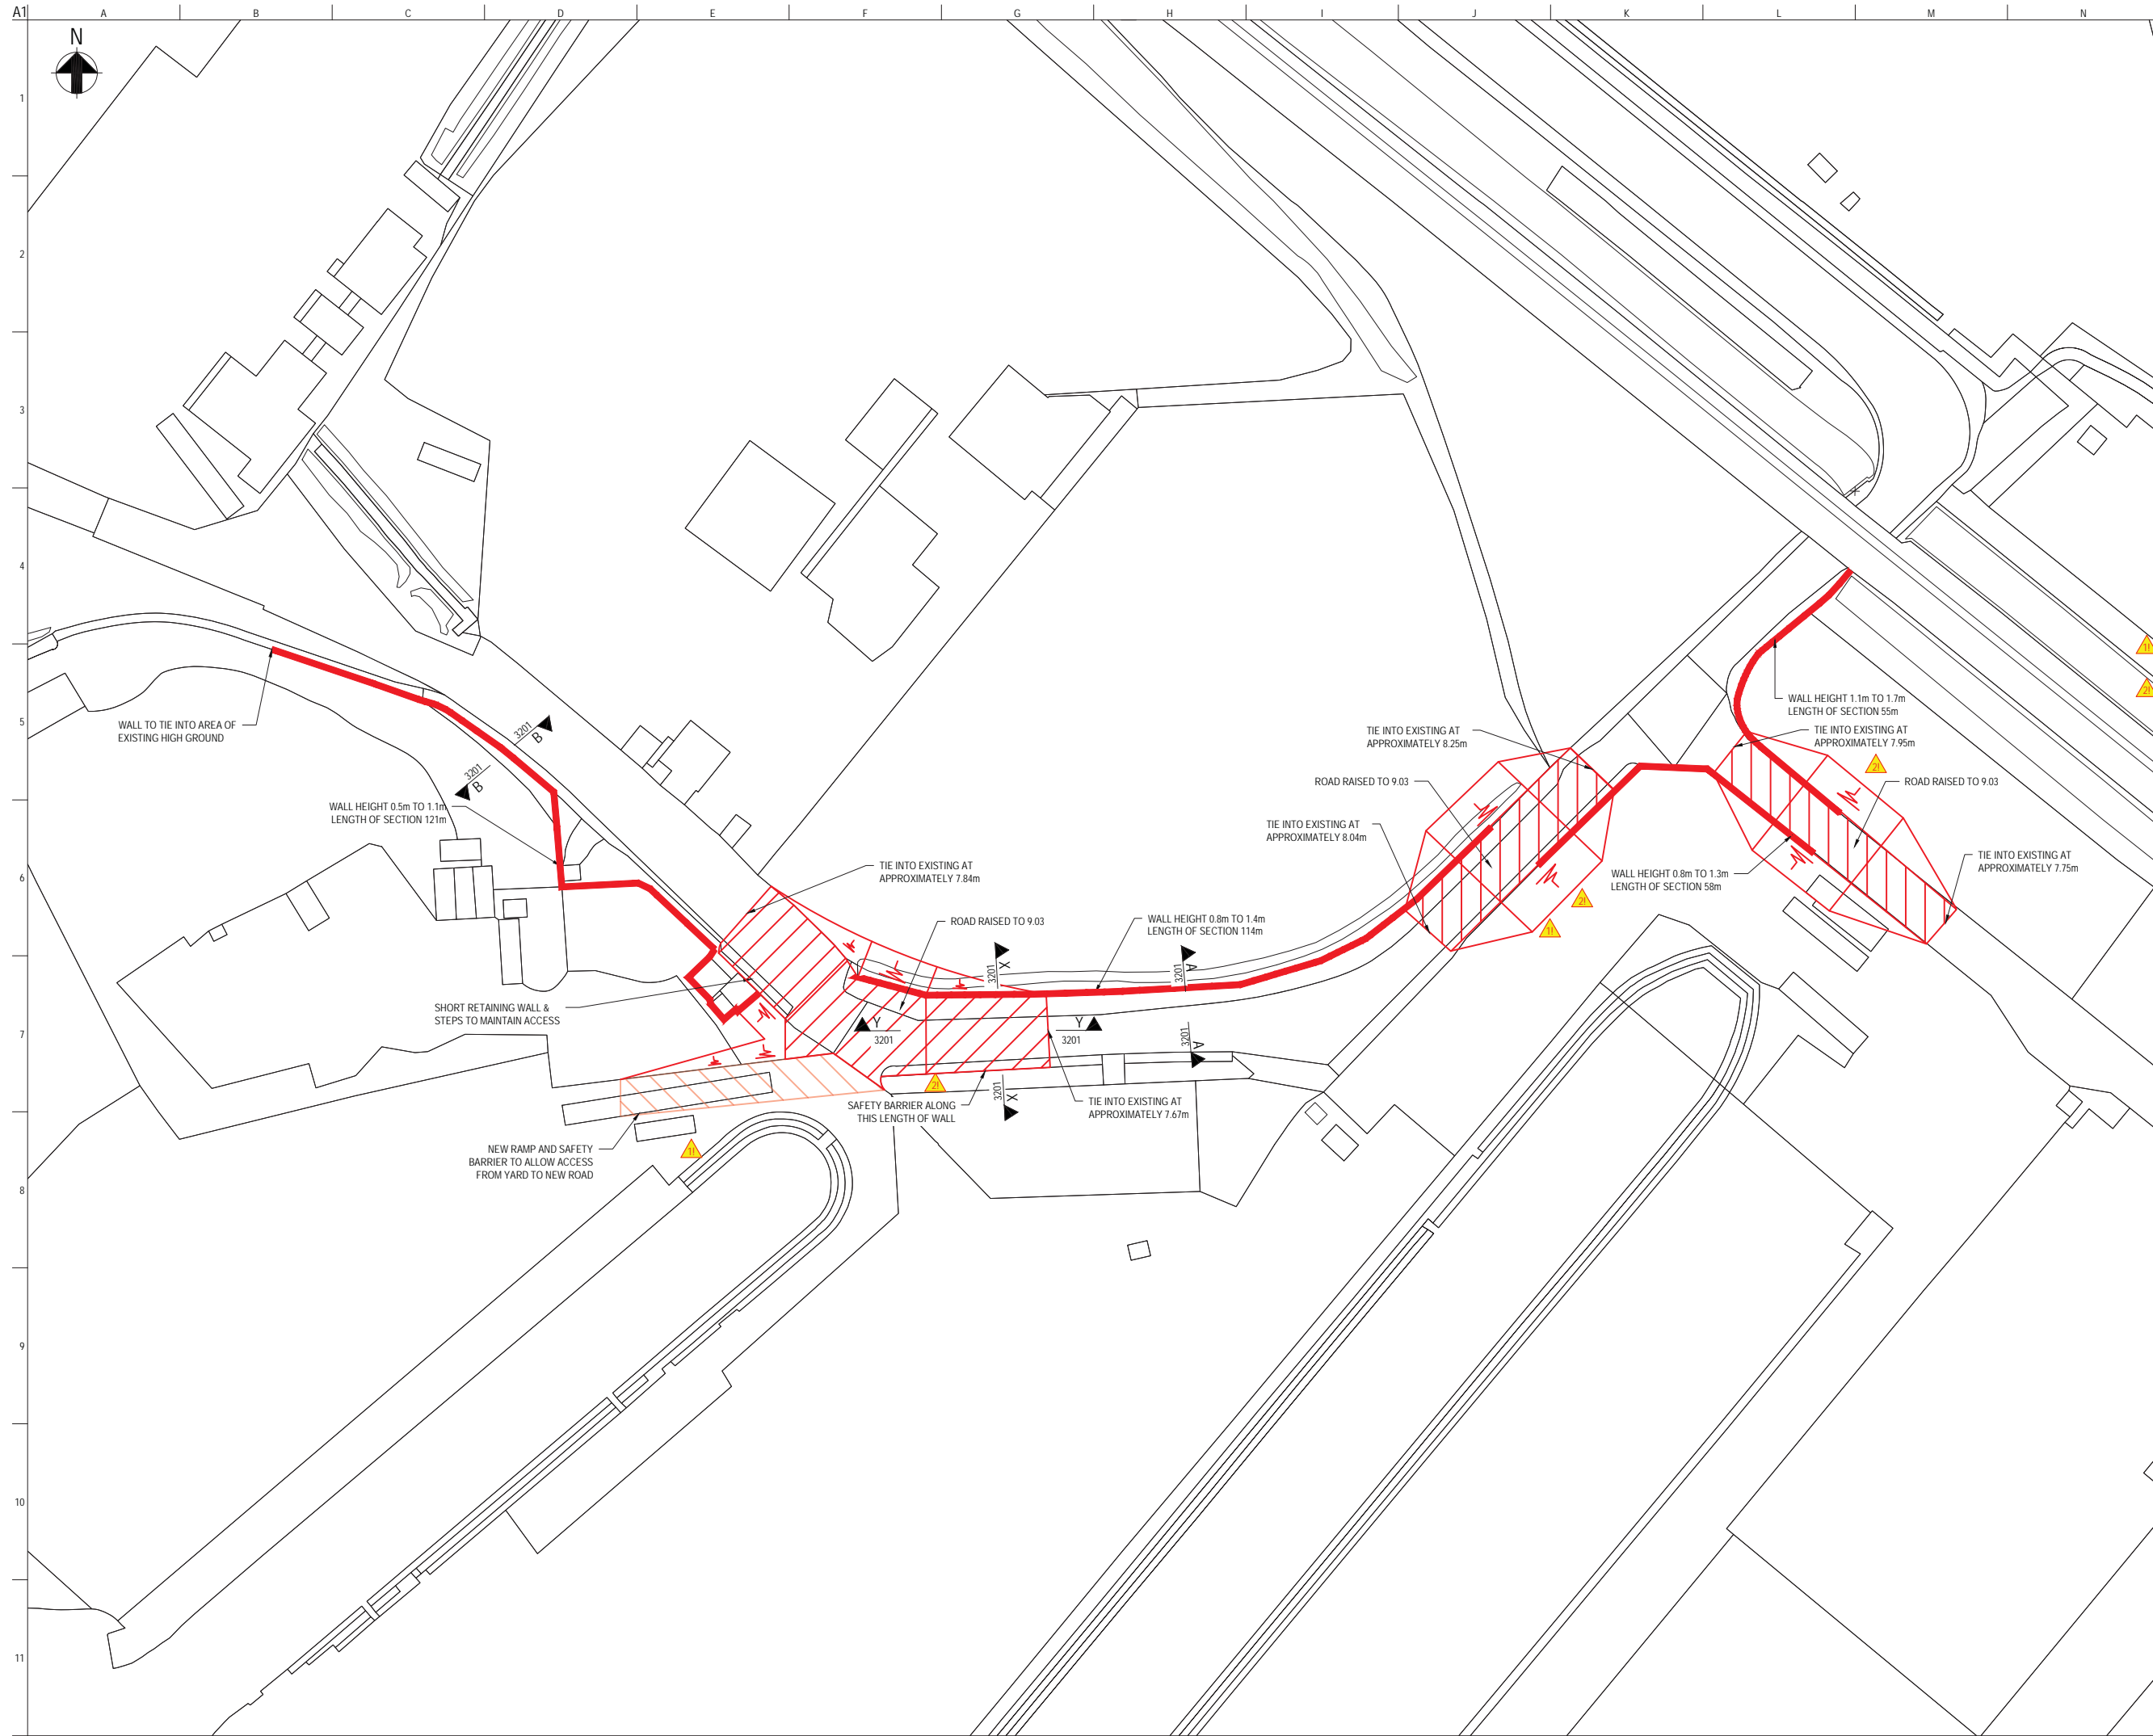 A1
A B C D E F G H I J K L M N
N
1
2
3
4
5
6
7
8
9
10
11
WALL TO TIE INTO AREA OF
EXISTING HIGH GROUND
3201
B
3201
B
WALL HEIGHT 0.5m TO 1.1m
LENGTH OF SECTION 121m
TIE INTO EXISTING AT
APPROXIMATELY 7.84m
ROAD RAISED TO 9.03
WALL HEIGHT 0.8m TO 1.4m
LENGTH OF SECTION 114m
3201
X
3201
A
SHORT RETAINING WALL &
STEPS TO MAINTAIN ACCESS
Y
3201
Y
3201
3201
A
3201
X
2!
SAFETY BARRIER ALONG
THIS LENGTH OF WALL
TIE INTO EXISTING AT
APPROXIMATELY 7.67m
NEW RAMP AND SAFETY
BARRIER TO ALLOW ACCESS
FROM YARD TO NEW ROAD
1!
TIE INTO EXISTING AT
APPROXIMATELY 8.25m
ROAD RAISED TO 9.03
TIE INTO EXISTING AT
APPROXIMATELY 8.04m
2!
1!
WALL HEIGHT 1.1m TO 1.7m
LENGTH OF SECTION 55m
TIE INTO EXISTING AT
APPROXIMATELY 7.95m
2!
ROAD RAISED TO 9.03
WALL HEIGHT 0.8m TO 1.3m
LENGTH OF SECTION 58m
TIE INTO EXISTING AT
APPROXIMATELY 7.75m
1!
2!